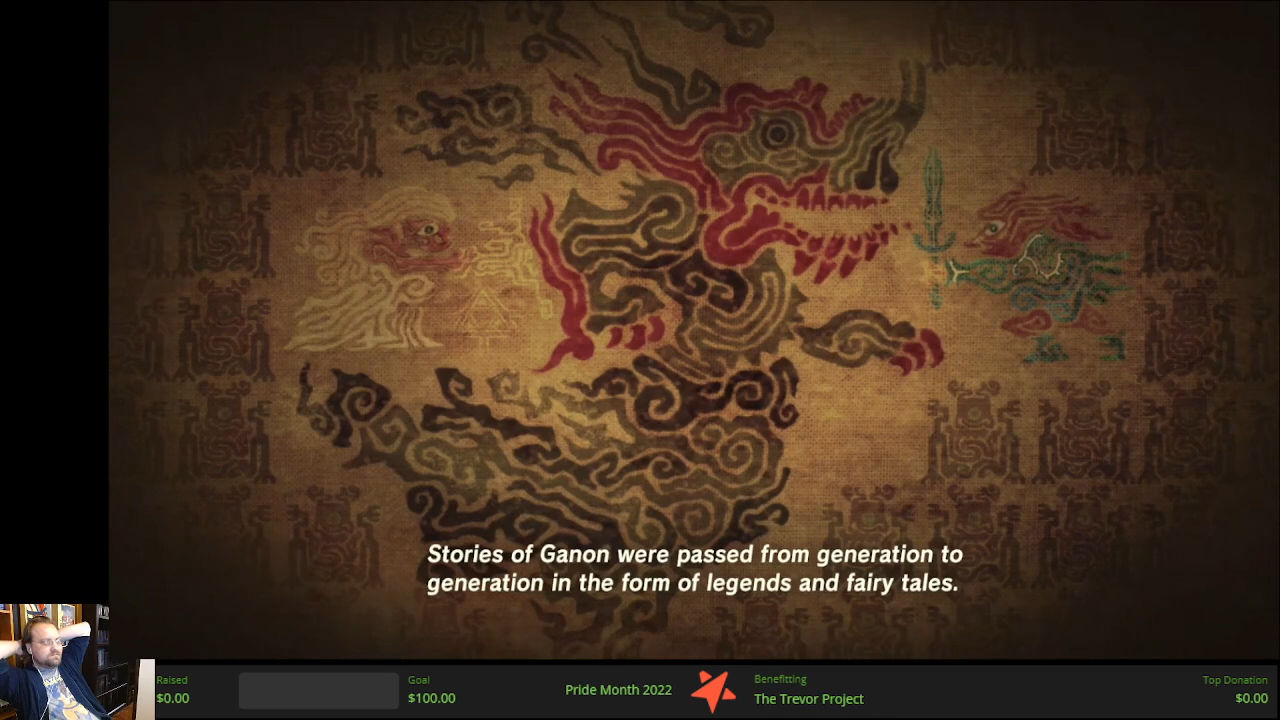 Stories of Ganon were passed from generation to
generation in the form of legends and fairy tales.
Raised
$0.00
Goal
$100.00
Pride Month 2022
Benefitting
The Trevor Project
Top Donation
$0.00